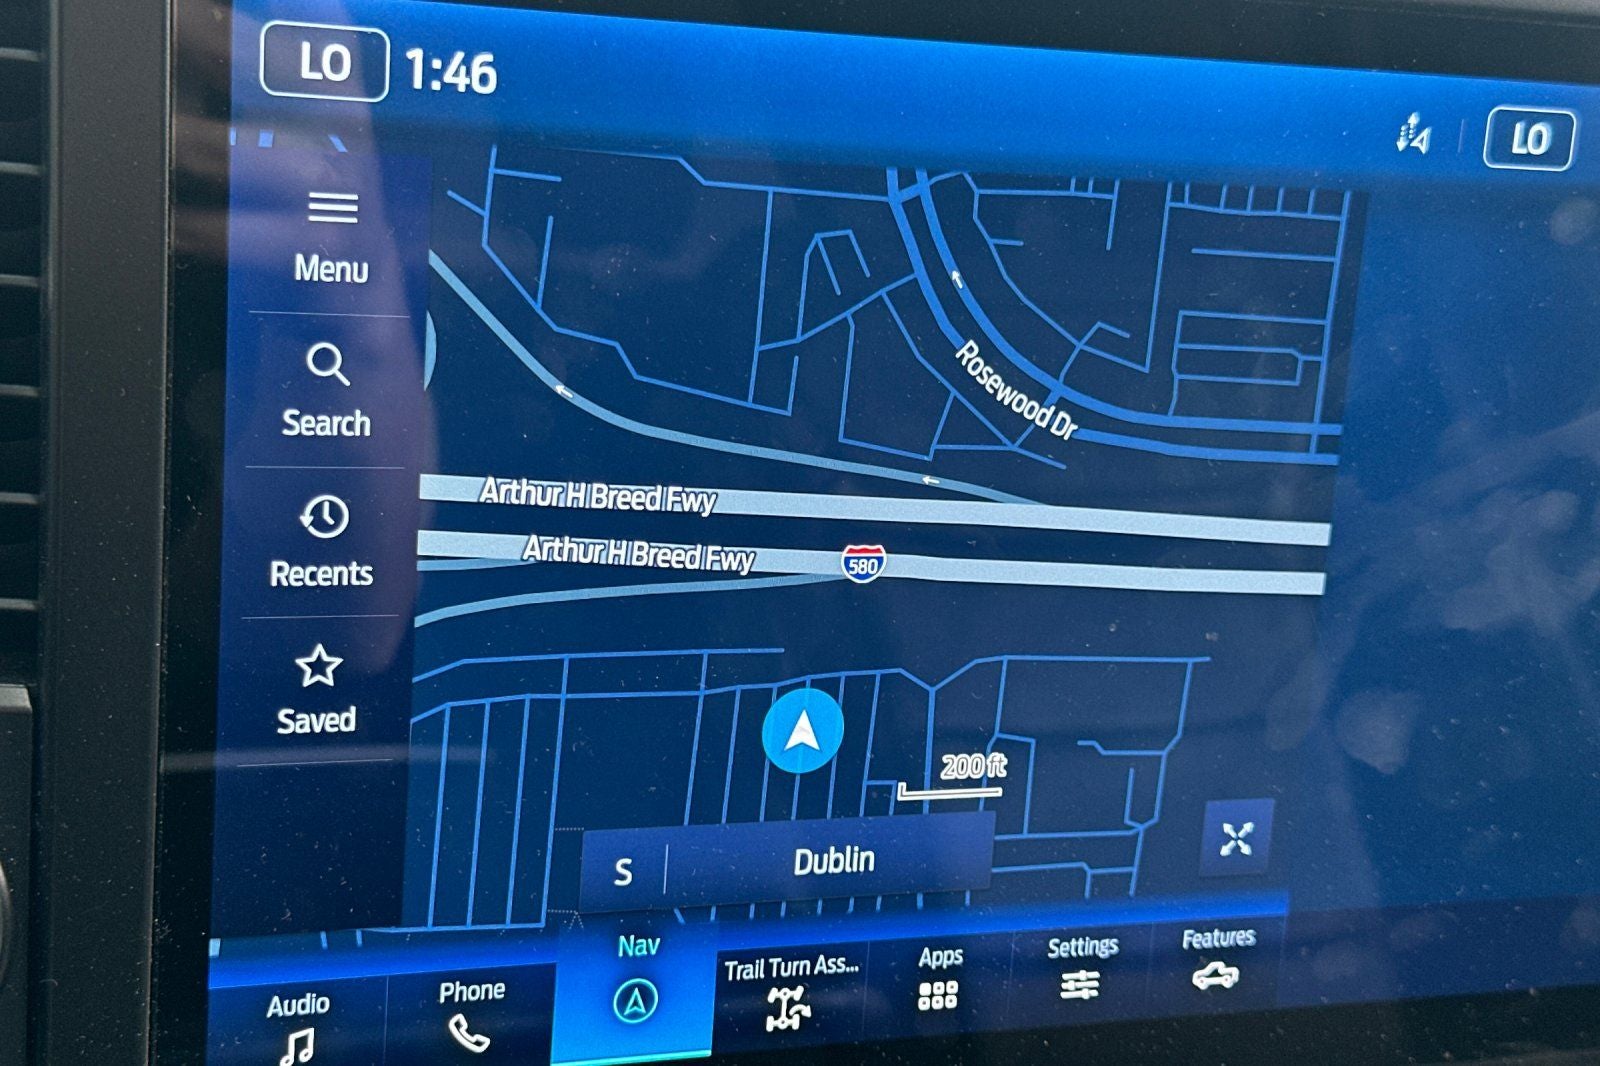 LO 1:46
LO
Menu
Search
Recents
Saved
Rosewood Dr
Arthur H Breed Fwy
Arthur H Breed Fwy
580
200 ft
S
Dublin
Audio
Phone
Nav
Trail Turn Ass...
Apps
Settings
Features